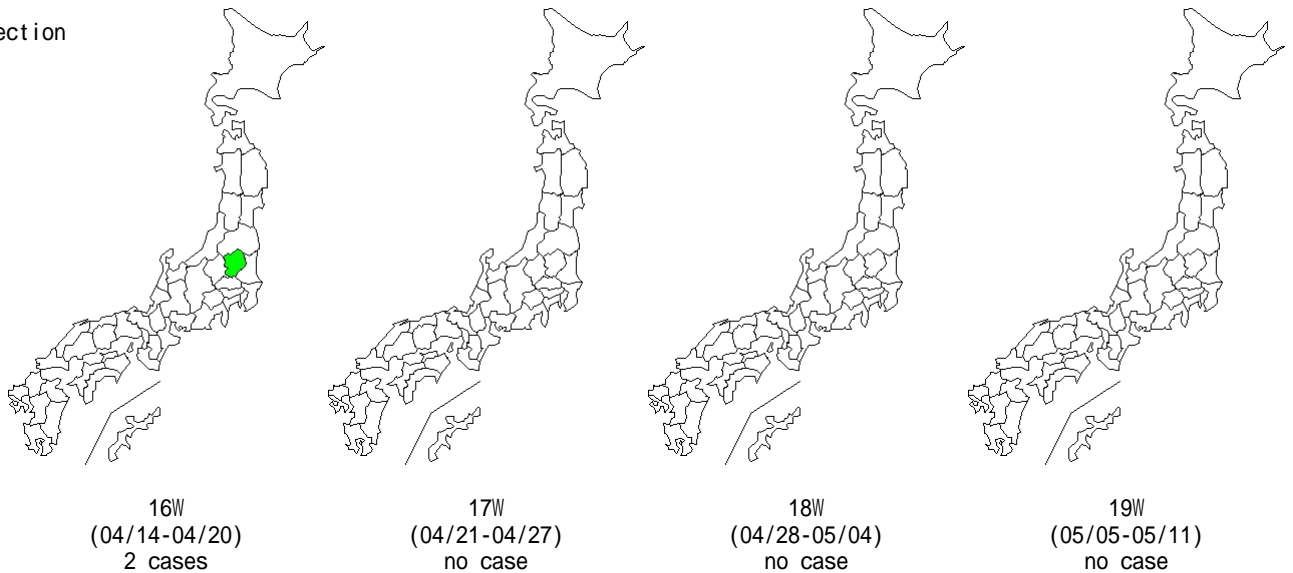 ection
16W
(04/14-04/20)
2 cases
17W
(04/21-04/27)
no case
18W
(04/28-05/04)
no case
19W
(05/05-05/11)
no case